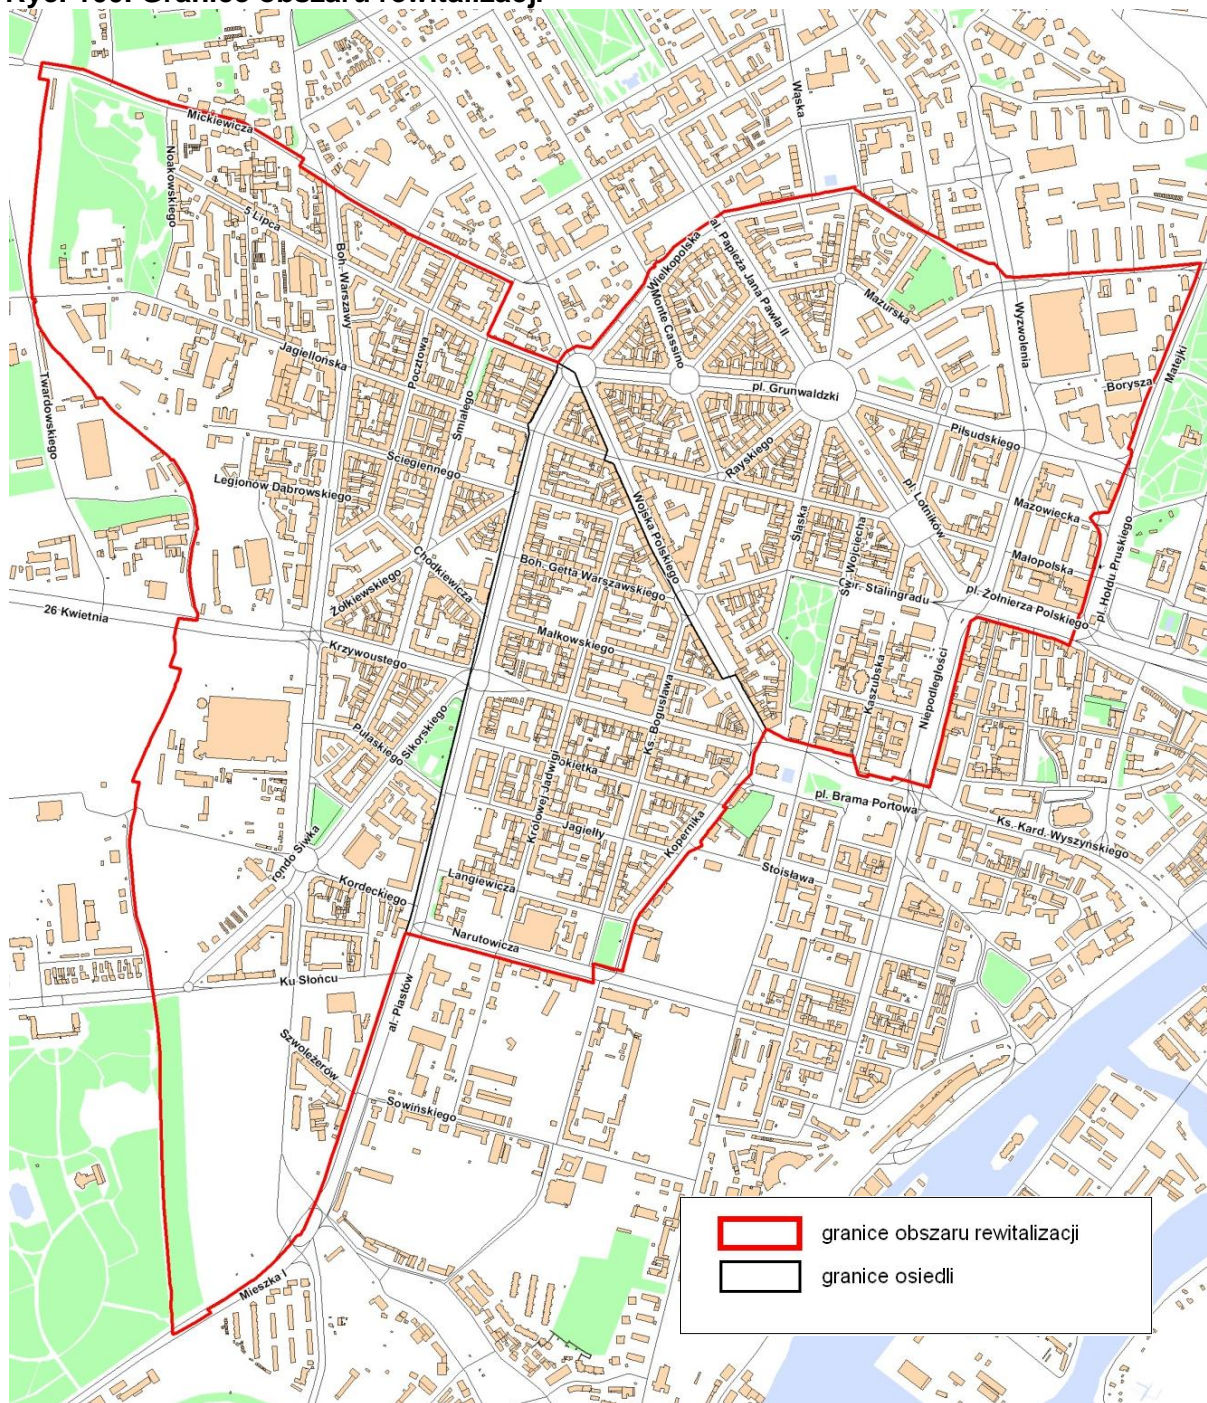 Mickiewicza
Wąska
Noakowskiego
5 Lipca
Boh. Warszawy
Wielkopolska
al. Papieża Jana Pawła II
Monte Cassino
Mazurska
Wyzwolenia
Matejki
Jagiellońska
Pocztowa
Śmiałego
pl. Grunwaldzki
Borysza
Twardowskiego
Piłsudskiego
Ściegiennego
Rayskiego
Legionów Dąbrowskiego
Wojska Polskiego
pl. Lotników
Mazowiecka
Śląska
Św. Wojciecha
pl. Hołdu Pruskiego
Chodkiewicza
Boh. Getta Warszawskiego
Małopolska
Żółkiewskiego
Obr. Stalingradu
pl. Żołnierza Polskiego
26 Kwietnia
Małkowskiego
Krzywoustego
Kaszubska
Niepodległości
Ks. Bogusława
Pułaskiego
Sikorskiego
Łokietka
Królowej Jadwigi
pl. Brama Portowa
Jagiełły
Kopernika
Ks. Kard. Wyszyńskiego
rondo Siwka
Stoisława
Kordeckiego
Langiewicza
Narutowicza
Ku Słońcu
al. Piastów
Szwoleżerów
Sowińskiego
Mieszka I
granice obszaru rewitalizacji
granice osiedli